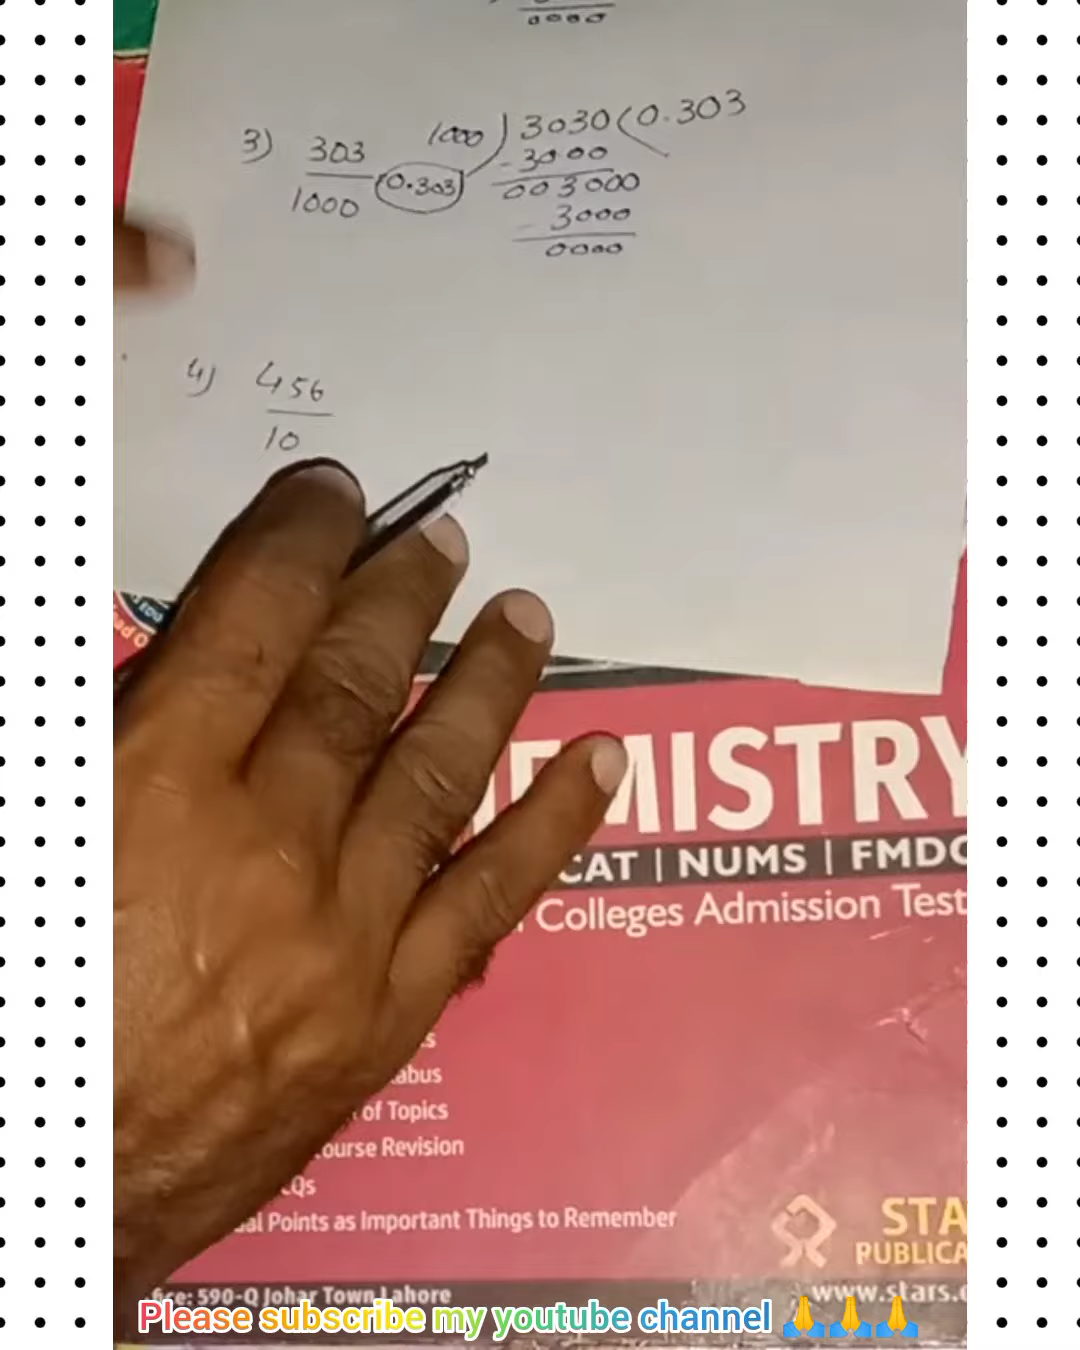 0000
3) 303 1000 ) 3030 ( 0.303
1000 0.303 - 3000
003000
- 3000
0000
4) 456
10
MISTRY
CAT | NUMS | FMDC
Colleges Admission Test
abus
of Topics
ourse Revision
Points as Important Things to Remember
STA
PUBLICA
590-Q Johar Town Lahore
www.stars.
Please subscribe my youtube channel 🙏🙏🙏